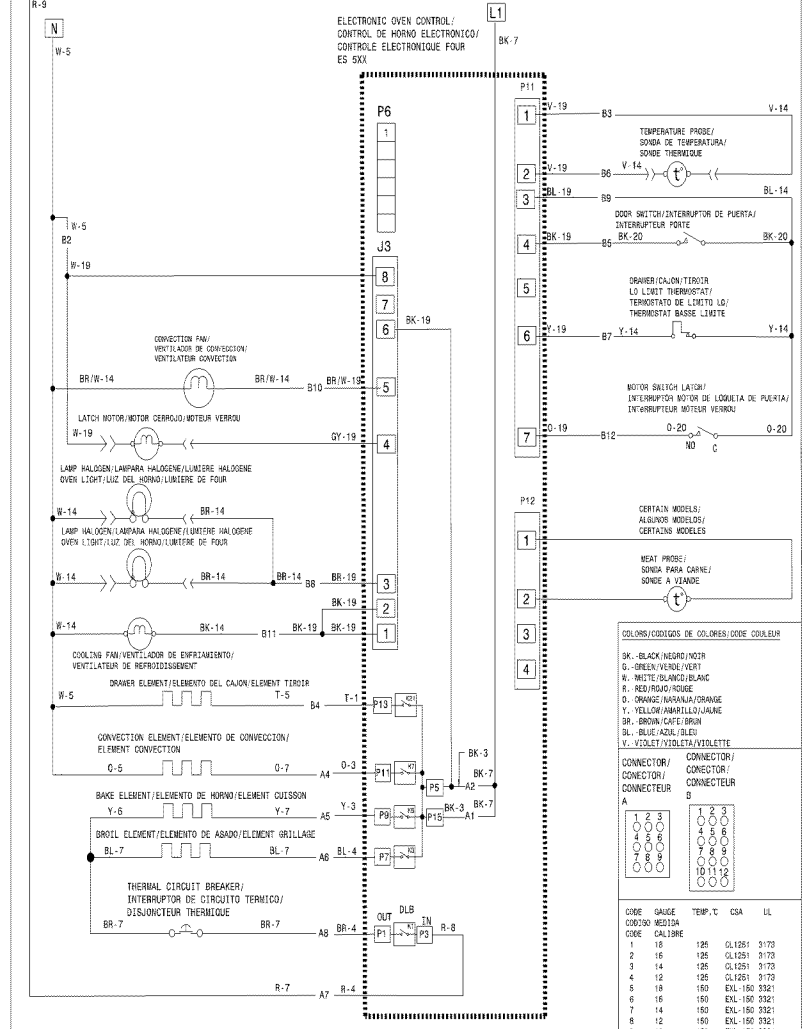 R-9
N
W-5
ELECTRONIC OVEN CONTROL/
CONTROL DE HORNO ELECTRONICO/
CONTROLE ELECTRONIQUE FOUR
ES 5XX
L1
BK-7
P6
1
J3
8
7
6
5
4
3
2
1
BK-19
P11
1
2
3
4
5
6
7
V-19
B3
V-14
TEMPERATURE PROBE/
SONDA DE TEMPERATURA/
SONDE THERMIQUE
V-19
B6
V-14
t°
BL-19
B9
BL-14
DOOR SWITCH/INTERRUPTOR DE PUERTA/
INTERRUPTEUR PORTE
BK-19
B5
BK-20
BK-20
DRAWER/CAJON/TIROIR
LO LIMIT THERMOSTAT/
TERMOSTATO DE LIMITO LO/
THERMOSTAT BASSE LIMITE
Y-19
B7
Y-14
Y-14
MOTOR SWITCH LATCH/
INTERRUPTOR MOTOR DE LOQUETA DE PUERTA/
INTERRUPTEUR MOTEUR VERROU
O-19
B12
O-20
NO
C
O-20
P12
1
2
3
4
CERTAIN MODELS/
ALGUNOS MODELOS/
CERTAINS MODELES
MEAT PROBE/
SONDA PARA CARNE/
SONDE A VIANDE
t°
W-5
B2
W-19
CONVECTION FAN/
VENTILADOR DE CONVECCION/
VENTILATEUR CONVECTION
BR/W-14
BR/W-14
B10
BR/W-19
LATCH MOTOR/MOTOR CERROJO/MOTEUR VERROU
W-19
GY-19
LAMP HALOGEN/LAMPARA HALOGENE/LUMIERE HALOGENE
OVEN LIGHT/LUZ DEL HORNO/LUMIERE DE FOUR
W-14
BR-14
LAMP HALOGEN/LAMPARA HALOGENE/LUMIERE HALOGENE
OVEN LIGHT/LUZ DEL HORNO/LUMIERE DE FOUR
W-14
BR-14
BR-14
B8
BR-19
BK-19
W-14
BK-14
B11
BK-19
BK-19
COOLING FAN/VENTILADOR DE ENFRIAMIENTO/
VENTILATEUR DE REFROIDISSEMENT
DRAWER ELEMENT/ELEMENTO DEL CAJON/ELEMENT TIROIR
W-5
T-5
B4
T-1
P13
CONVECTION ELEMENT/ELEMENTO DE CONVECCION/
ELEMENT CONVECTION
O-5
O-7
A4
O-3
P11
K7
BAKE ELEMENT/ELEMENTO DE HORNO/ELEMENT CUISSON
Y-6
Y-7
A5
Y-3
P9
BROIL ELEMENT/ELEMENTO DE ASADO/ELEMENT GRILLAGE
BL-7
BL-7
A6
BL-4
P7
BK-3
BK-7
P5
A2
P15
BK-3
BK-7
A1
THERMAL CIRCUIT BREAKER/
INTERRUPTOR DE CIRCUITO TERMICO/
DISJONCTEUR THERMIQUE
BR-7
BR-7
A8
BR-4
OUT
DLB
IN
P1
K1
P3
R-8
R-7
A7
R-4
COLORS/CODIGOS DE COLORES/CODE COULEUR
BK.-BLACK/NEGRO/NOIR
G.-GREEN/VERDE/VERT
W.-WHITE/BLANCO/BLANC
R.-RED/ROJO/ROUGE
O.-ORANGE/NARANJA/ORANGE
Y.-YELLOW/AMARILLO/JAUNE
BR.-BROWN/CAFE/BRUN
BL.-BLUE/AZUL/BLEU
V.-VIOLET/VIOLETA/VIOLETTE
CONNECTOR/
CONECTOR/
CONNECTEUR
A
1 2 3
4 5 6
7 8 9
CONNECTOR/
CONECTOR/
CONNECTEUR
B
1 2 3
4 5 6
7 8 9
10 11 12
CODE GAUGE TEMP.°C CSA UL
CODIGO MEDIDA
CODE CALIBRE
1 18 125 CL1251 3173
2 16 125 CL1251 3173
3 14 125 CL1251 3173
4 12 125 CL1251 3173
5 18 150 EXL-150 3321
6 16 150 EXL-150 3321
7 14 150 EXL-150 3321
8 12 150 EXL-150 3321